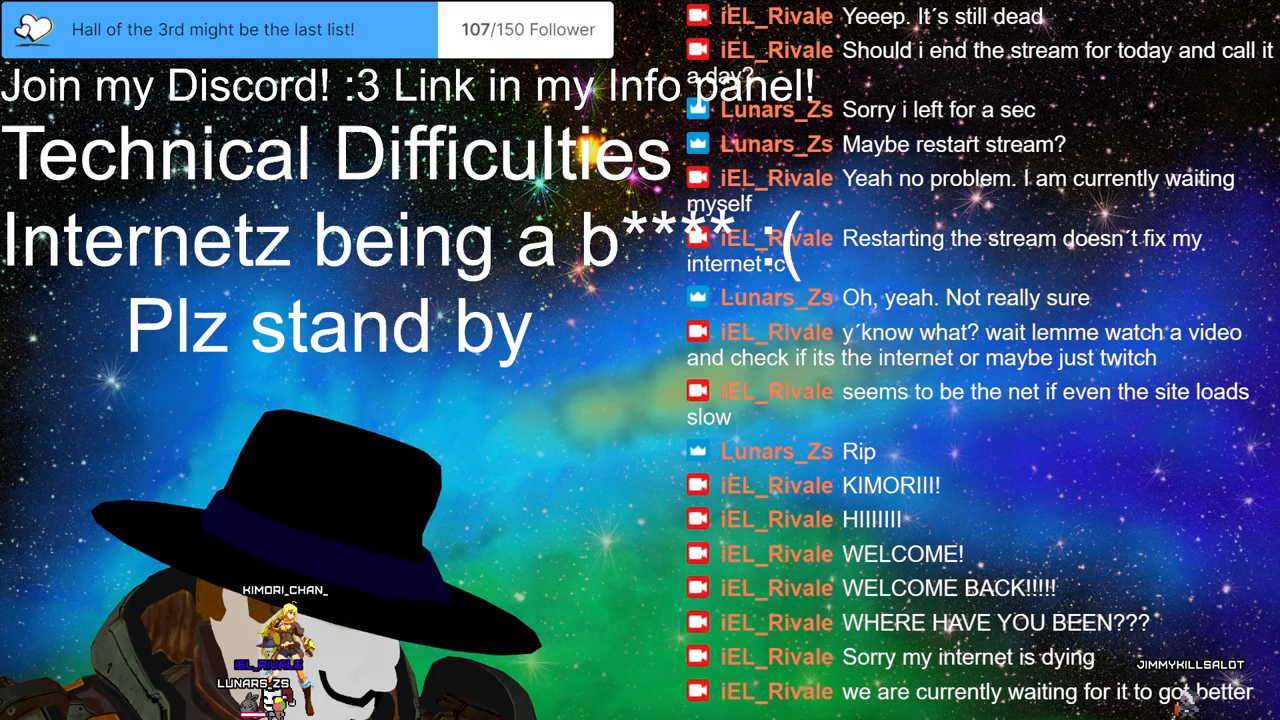 Hall of the 3rd might be the last list!
107/150 Follower
Join my Discord! :3 Link in my Info panel!
Technical Difficulties
Internetz being a b**** :(
Plz stand by
iEL_Rivale Yeeep. It´s still dead
iEL_Rivale Should i end the stream for today and call it
a day?
Lunars_Zs Sorry i left for a sec
Lunars_Zs Maybe restart stream?
iEL_Rivale Yeah no problem. I am currently waiting
myself
iEL_Rivale Restarting the stream doesn´t fix my
internet :c
Lunars_Zs Oh, yeah. Not really sure
iEL_Rivale y´know what? wait lemme watch a video
and check if its the internet or maybe just twitch
iEL_Rivale seems to be the net if even the site loads
slow
Lunars_Zs Rip
iEL_Rivale KIMORIII!
iEL_Rivale HIIIIIII
iEL_Rivale WELCOME!
iEL_Rivale WELCOME BACK!!!!!
iEL_Rivale WHERE HAVE YOU BEEN???
iEL_Rivale Sorry my internet is dying
iEL_Rivale we are currently waiting for it to got better
KIMORI_CHAN_
IEL_RIVALE
LUNARS_ZS
JIMMYKILLSALOT